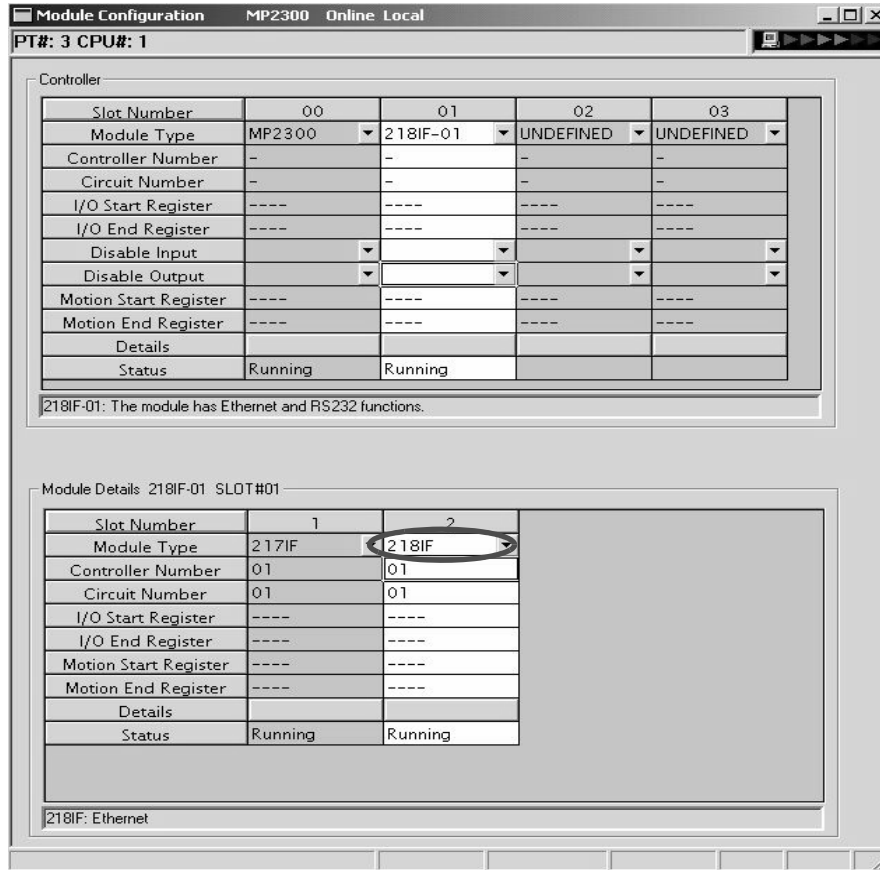 Module Configuration MP2300 Online Local
PT#: 3 CPU#: 1
Controller
Slot Number 00 01 02 03
Module Type MP2300 218IF-01 UNDEFINED UNDEFINED
Controller Number - - - -
Circuit Number - - - -
I/O Start Register ---- ---- ---- ----
I/O End Register ---- ---- ---- ----
Disable Input
Disable Output
Motion Start Register ---- ---- ---- ----
Motion End Register ---- ---- ---- ----
Details
Status Running Running
218IF-01: The module has Ethernet and RS232 functions.
Module Details 218IF-01 SLOT#01
Slot Number 1 2
Module Type 217IF 218IF
Controller Number 01 01
Circuit Number 01 01
I/O Start Register ---- ----
I/O End Register ---- ----
Motion Start Register ---- ----
Motion End Register ---- ----
Details
Status Running Running
218IF: Ethernet